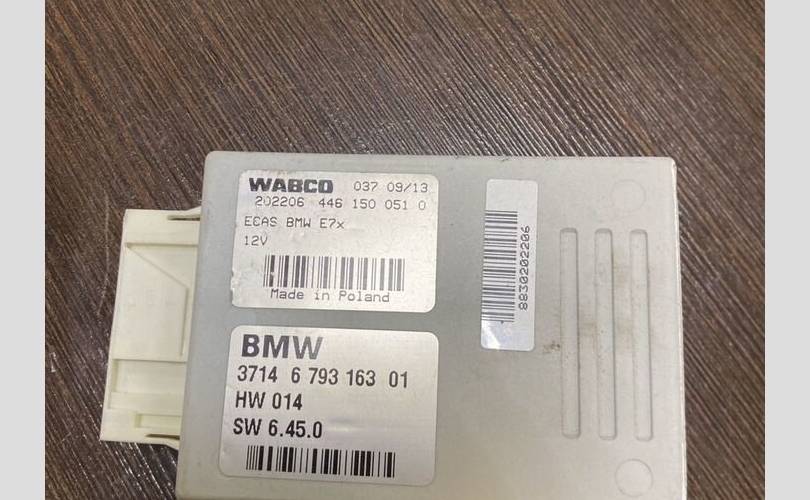 WABCO 037 09/13
202206 446 150 051 0
ECAS BMW E7x
12V
Made in Poland
8830202206
BMW
3714 6 793 163 01
HW 014
SW 6.45.0